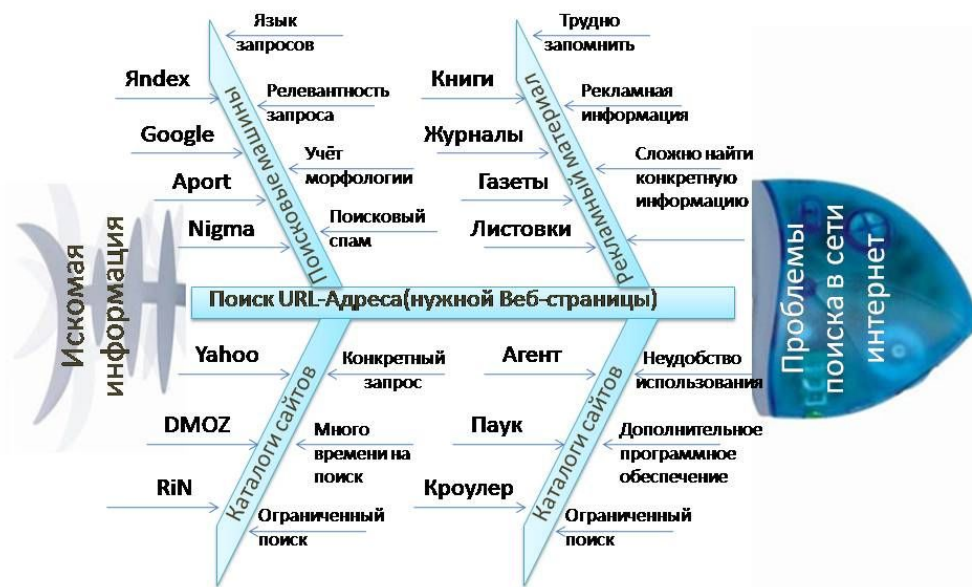 Язык
запросов
Яndex
Релевантность
запроса
Google
Учёт
морфологии
Aport
Поисковый
спам
Nigma
Поисковые машины
Трудно
запомнить
Книги
Рекламная
информация
Журналы
Сложно найти
конкретную
информацию
Газеты
Листовки
Рекламный материал
Искомая
информация
Поиск URL-Адреса(нужной Веб-страницы)
Проблемы
поиска в сети
интернет
Yahoo
Конкретный
запрос
DMOZ
Много
времени на
поиск
RiN
Ограниченный
поиск
Каталоги сайтов
Агент
Неудобство
использования
Паук
Дополнительное
программное
обеспечение
Кроулер
Ограниченный
поиск
Каталоги сайтов